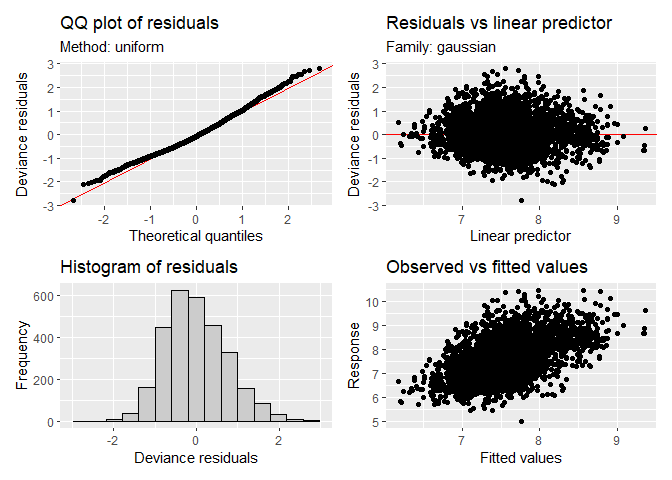 QQ plot of residuals
Method: uniform
3
2
1
0
-1
-2
-3
Deviance residuals
-2
-1
0
1
2
Theoretical quantiles
Residuals vs linear predictor
Family: gaussian
3
2
1
0
-1
-2
-3
Deviance residuals
7
8
9
Linear predictor
Histogram of residuals
600
400
200
0
Frequency
-2
0
2
Deviance residuals
Observed vs fitted values
10
9
8
7
6
5
Response
7
8
9
Fitted values